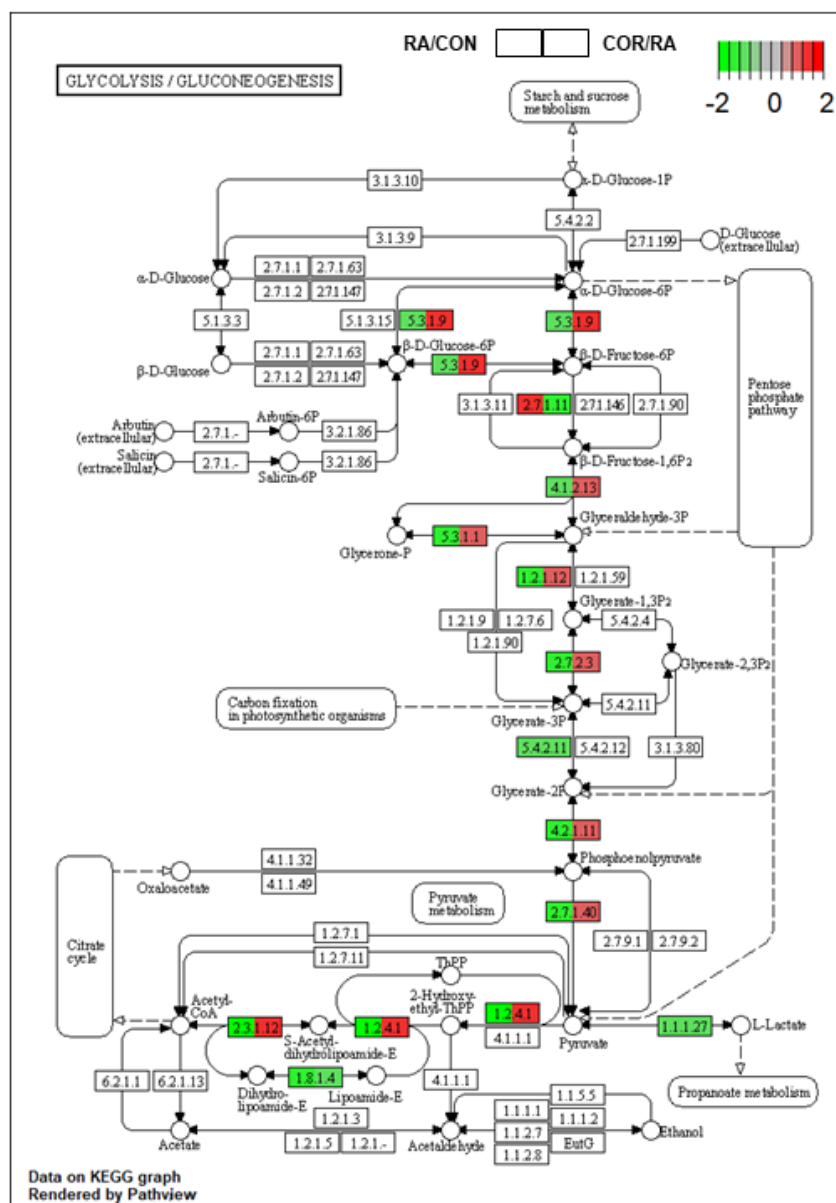 RA/CON COR/RA
-2 0 2
GLYCOLYSIS / GLUCONEOGENESIS
Starch and sucrose
metabolism
3.1.3.10
α-D-Glucose-1P
5.4.2.2
3.1.3.9
2.7.1.199
D-Glucose
(extracellular)
α-D-Glucose
2.7.1.1 2.7.1.63
2.7.1.2 27.1.147
α-D-Glucose-6P
5.1.3.3
5.1.3.15
5.3.1.9
5.3.1.9
β-D-Glucose
2.7.1.1 2.7.1.63
2.7.1.2 27.1.147
β-D-Glucose-6P
5.3.1.9
β-D-Fructose-6P
Pentose
phosphate
pathway
3.1.3.11
2.7.1.11
27.1.146
2.7.1.90
Arbutin
(extracellular)
2.7.1.-
Arbutin-6P
3.2.1.86
Salicin
(extracellular)
2.7.1.-
Salicin-6P
3.2.1.86
β-D-Fructose-1,6P2
4.1.2.13
Glyceraldehyde-3P
Glycerone-P
5.3.1.1
1.2.1.12
1.2.1.59
Glycerate-1,3P2
1.2.1.9
1.2.7.6
1.2.1.90
5.4.2.4
2.7.2.3
Glycerate-2,3P2
Carbon fixation
in photosynthetic organisms
Glycerate-3P
5.4.2.11
5.4.2.11
5.4.2.12
3.1.3.80
Glycerate-2P
4.2.1.11
4.1.1.32
4.1.1.49
Oxaloacetate
Phosphoenolpyruvate
Pyruvate
metabolism
2.7.1.40
Citrate
cycle
1.2.7.1
1.2.7.11
2.7.9.1
2.7.9.2
ThPP
Acetyl-
CoA
2-Hydroxy-
ethyl-ThPP
2.3.1.12
S-Acetyl-
dihydrolipoamide-E
1.2.4.1
1.2.4.1
4.1.1.1
Pyruvate
1.1.1.27
L-Lactate
6.2.1.1
6.2.1.13
Dihydro-
lipoamide-E
1.8.1.4
Lipoamide-E
4.1.1.1
Propanoate metabolism
1.2.1.3
1.2.1.5
1.2.1.-
Acetate
Acetaldehyde
1.1.1.1
1.1.2.7
1.1.2.8
1.1.5.5
1.1.1.2
EutG
Ethanol
Data on KEGG graph
Rendered by Pathview